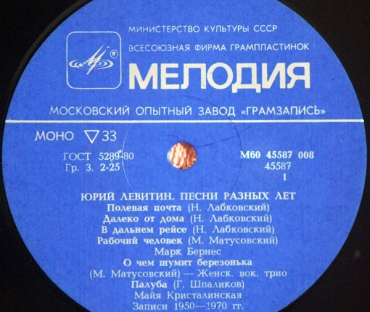 МИНИСТЕРСТВО КУЛЬТУРЫ СССР
ВСЕСОЮЗНАЯ ФИРМА ГРАМПЛАСТИНОК
МЕЛОДИЯ
МОСКОВСКИЙ ОПЫТНЫЙ ЗАВОД «ГРАМЗАПИСЬ»
МОНО ▽33
ГОСТ 5289-80
Гр. 3. 2-25
М60 45587 008
45587
1
ЮРИЙ ЛЕВИТИН. ПЕСНИ РАЗНЫХ ЛЕТ
Полевая почта (Н. Лабковский)
Далеко от дома (Н. Лабковский)
В дальнем рейсе (Н. Лабковский)
Рабочий человек (М. Матусовский)
Марк Бернес
О чем шумит березонька
(М. Матусовский) — Женск. вок. трио
Палуба (Г. Шпаликов)
Майя Кристалинская
Записи 1950—1970 гг.